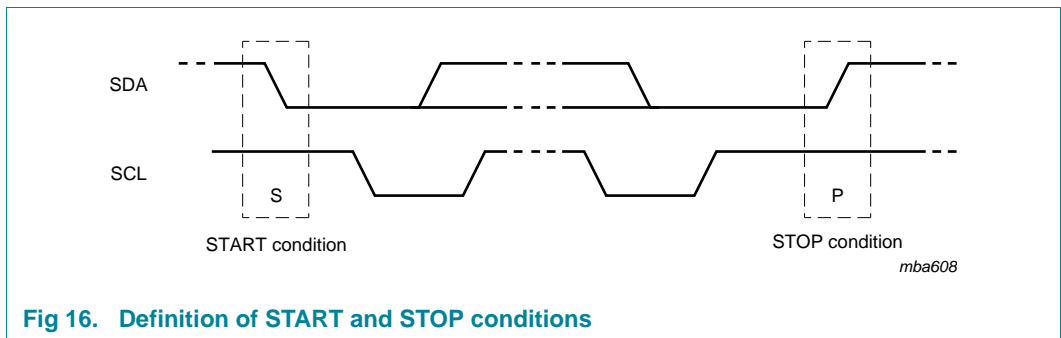 SDA
SCL
S
P
START condition
STOP condition
mba608
Fig 16. Definition of START and STOP conditions